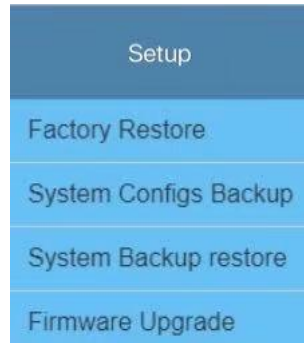 Setup
Factory Restore
System Configs Backup
System Backup restore
Firmware Upgrade